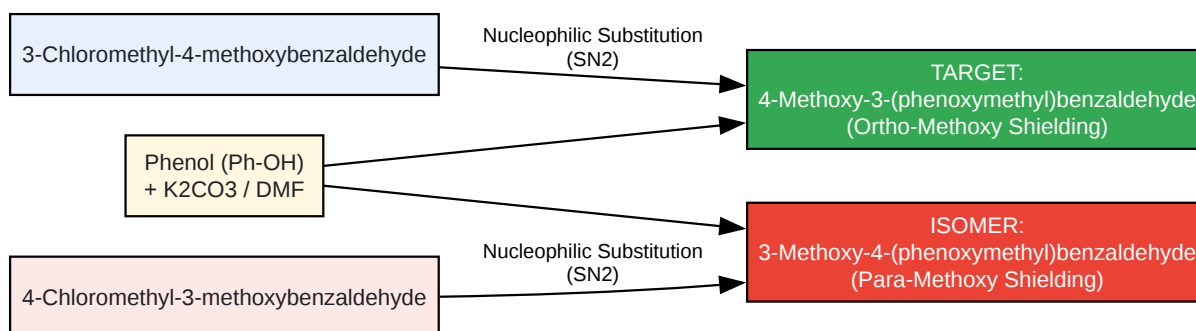 3-Chloromethyl-4-methoxybenzaldehyde
Nucleophilic Substitution
(SN2)
TARGET:
4-Methoxy-3-(phenoxymethyl)benzaldehyde
(Ortho-Methoxy Shielding)
Phenol (Ph-OH)
+ K2CO3 / DMF
ISOMER:
3-Methoxy-4-(phenoxymethyl)benzaldehyde
(Para-Methoxy Shielding)
Nucleophilic Substitution
(SN2)
4-Chloromethyl-3-methoxybenzaldehyde